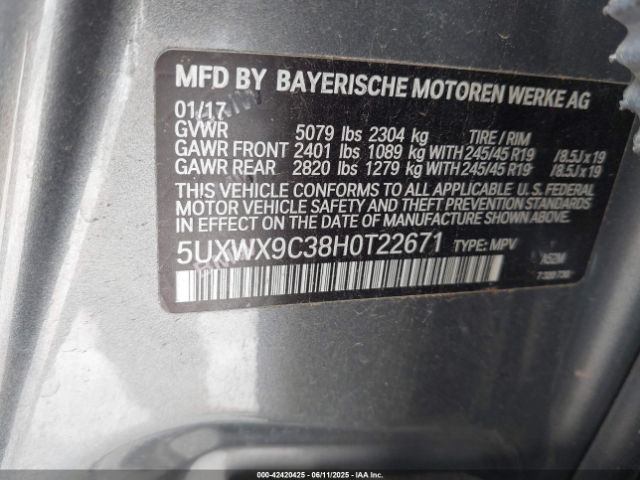 MFD BY BAYERISCHE MOTOREN WERKE AG
01/17
GVWR 5079 lbs 2304 kg TIRE / RIM
GAWR FRONT 2401 lbs 1089 kg WITH 245/45 R19 /8.5J x 19
GAWR REAR 2820 lbs 1279 kg WITH 245/45 R19 /8.5J x 19
THIS VEHICLE CONFORMS TO ALL APPLICABLE U.S. FEDERAL
MOTOR VEHICLE SAFETY AND THEFT PREVENTION STANDARDS
IN EFFECT ON THE DATE OF MANUFACTURE SHOWN ABOVE.
5UXWX9C38H0T22671 TYPE: MPV
A52M
000-42420425 - 06/11/2025 - IAAI.com